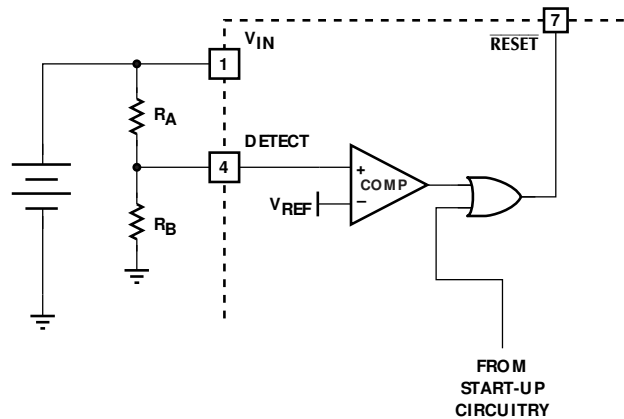 7
RESET
VIN
1
RA
DETECT
4
+
COMP
VREF
−
RB
FROM
START-UP
CIRCUITRY